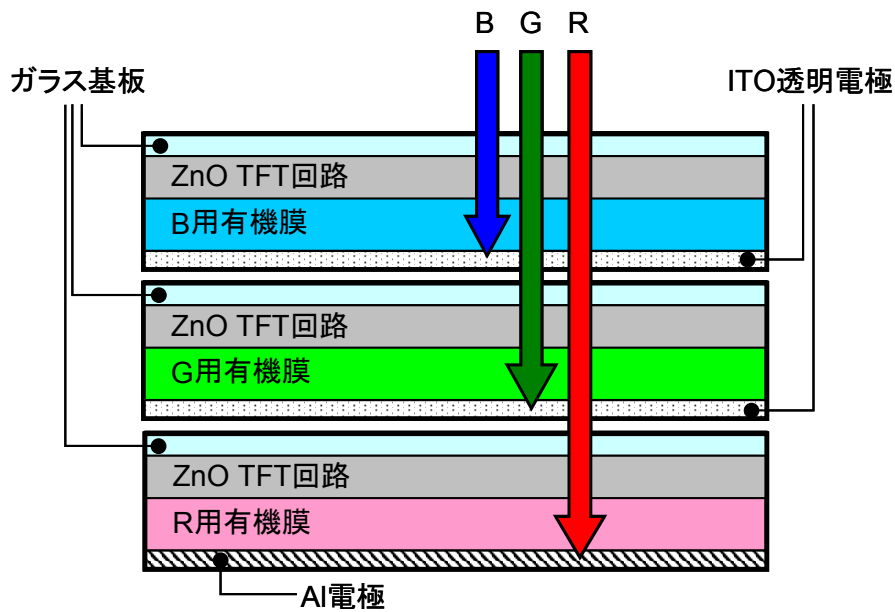 B G R
ガラス基板
ITO透明電極
ZnO TFT回路
B用有機膜
ZnO TFT回路
G用有機膜
ZnO TFT回路
R用有機膜
Al電極